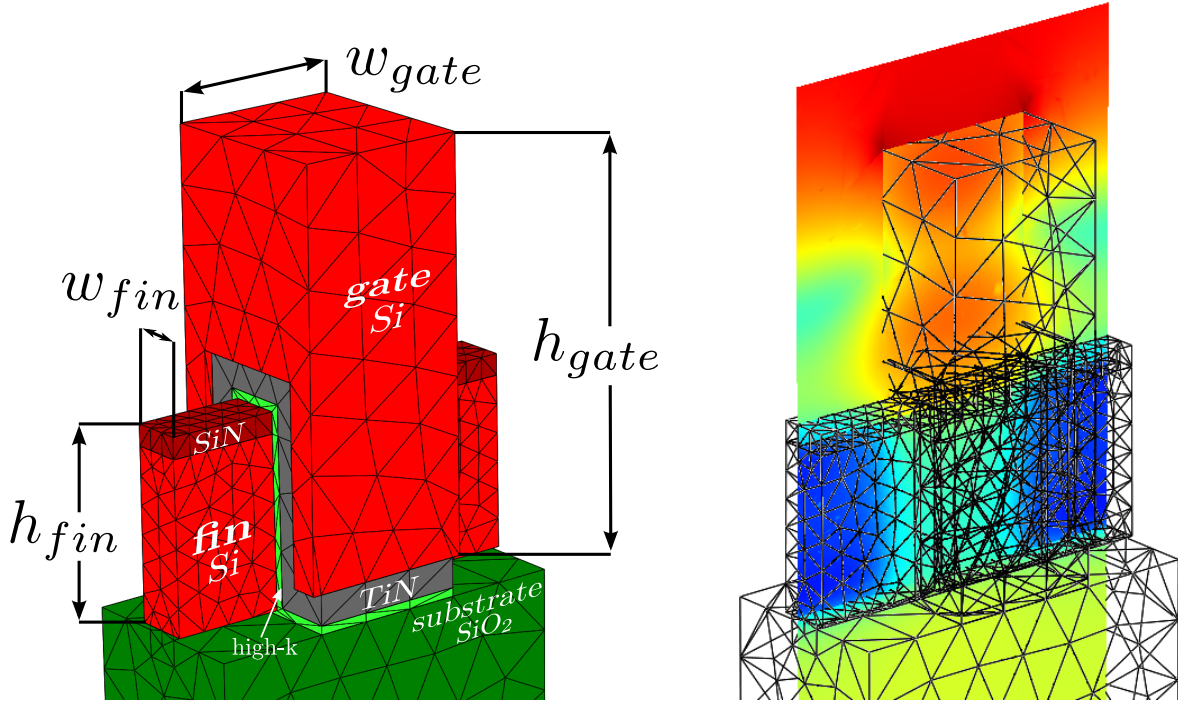 w_gate
w_fin
gate
Si
h_gate
SiN
h_fin
fin
Si
TiN
substrate
SiO₂
high-k